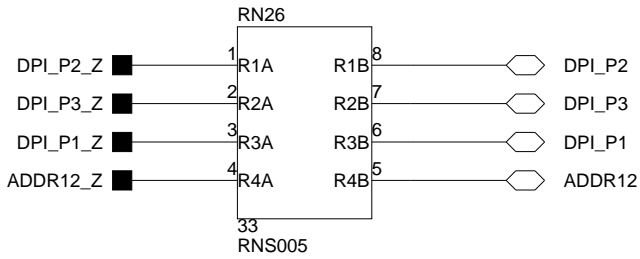 RN26
DPI_P2_Z 1 R1A R1B 8 DPI_P2
DPI_P3_Z 2 R2A R2B 7 DPI_P3
DPI_P1_Z 3 R3A R3B 6 DPI_P1
ADDR12_Z 4 R4A R4B 5 ADDR12
33
RNS005